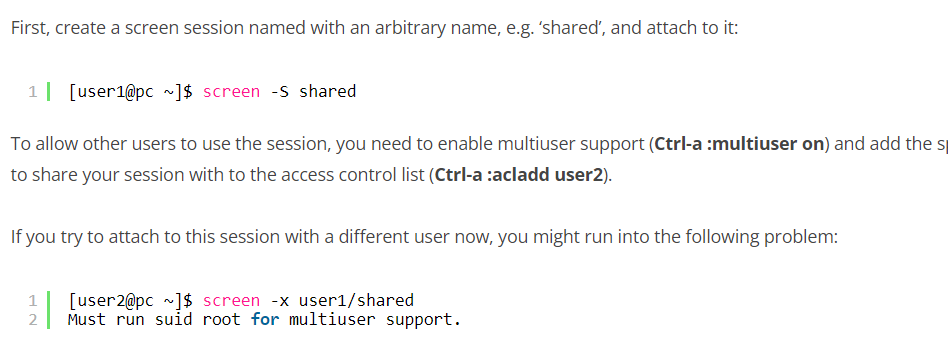 First, create a screen session named with an arbitrary name, e.g. ‘shared’, and attach to it:
1 [user1@pc ~]$ screen -S shared
To allow other users to use the session, you need to enable multiuser support (Ctrl-a :multiuser on) and add the
to share your session with to the access control list (Ctrl-a :acladd user2).
If you try to attach to this session with a different user now, you might run into the following problem:
1 [user2@pc ~]$ screen -x user1/shared
2 Must run suid root for multiuser support.